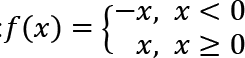 :f(x) = { −x, x < 0
x, x ≥ 0